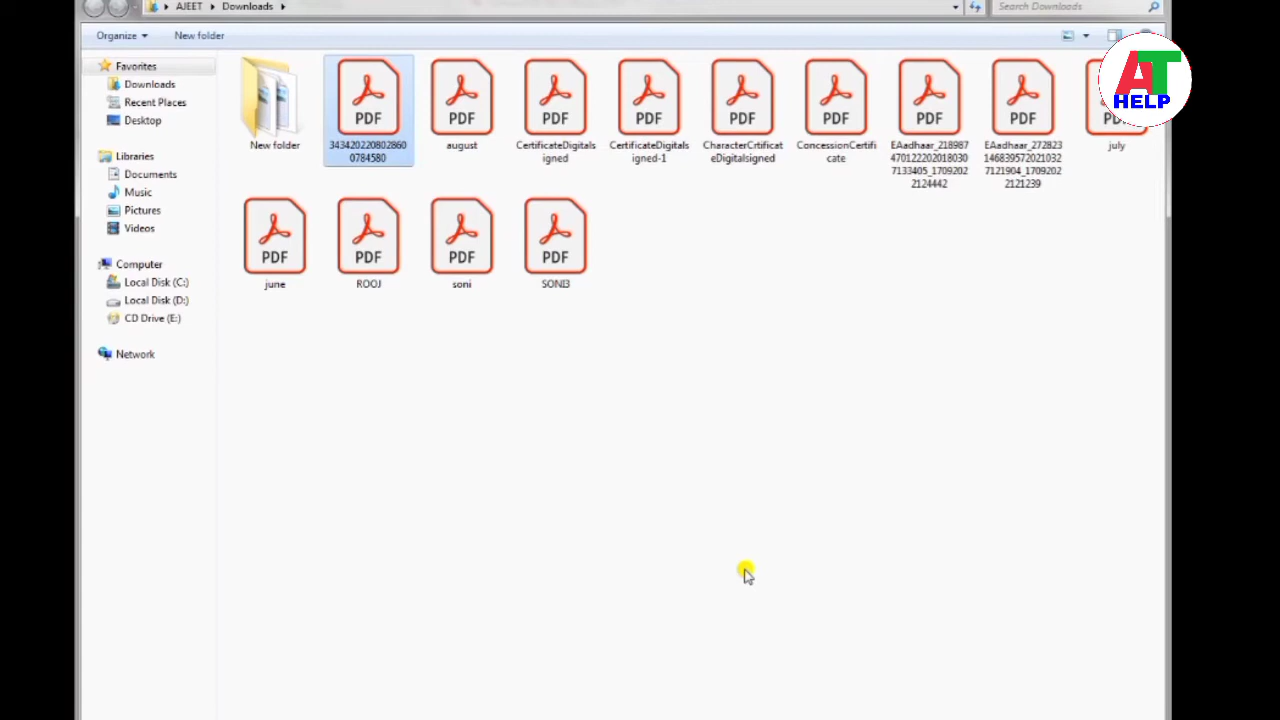 AJEET ▸ Downloads ▸
Search Downloads
Organize
New folder
Favorites
Downloads
Recent Places
Desktop
Libraries
Documents
Music
Pictures
Videos
Computer
Local Disk (C:)
Local Disk (D:)
CD Drive (E:)
Network
AT
HELP
PDF
PDF
PDF
PDF
PDF
PDF
PDF
PDF
New folder
343420220802860
0784580
august
CertificateDigitals
igned
CertificateDigitals
igned-1
CharacterCrtificat
eDigitalsigned
ConcessionCertifi
cate
EAadhaar_218987
470122202018030
7133405_1709202
2124442
EAadhaar_272823
146839572021032
7121904_1709202
2121239
july
PDF
PDF
PDF
PDF
june
ROOJ
soni
SONI3